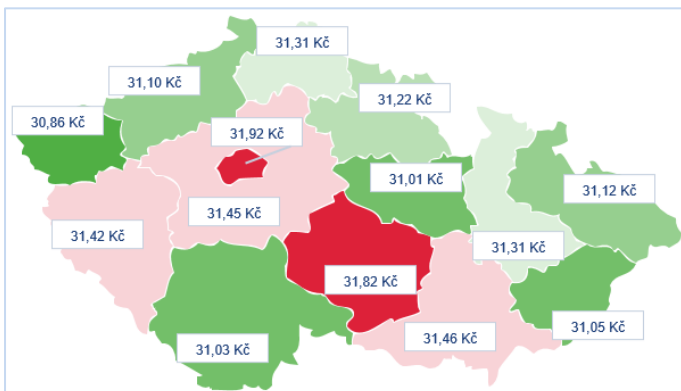 31,31 Kč
31,10 Kč
31,22 Kč
30,86 Kč
31,92 Kč
31,01 Kč
31,12 Kč
31,45 Kč
31,42 Kč
31,31 Kč
31,82 Kč
31,05 Kč
31,46 Kč
31,03 Kč